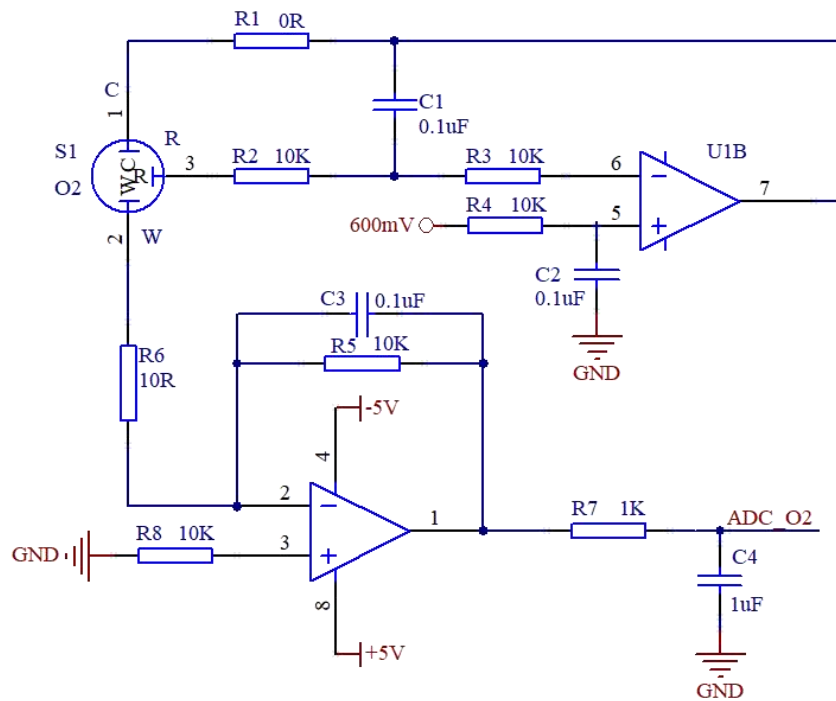 R1 0R
C
1
C1
0.1uF
S1
R
O2
W C
R
3
R2 10K
R3 10K
6
U1B
7
2
W
600mV
R4 10K
5
C2
0.1uF
GND
C3
0.1uF
R5 10K
R6
10R
-5V
4
2
1
R7 1K
ADC_O2
GND
R8 10K
3
8
C4
1uF
+5V
GND